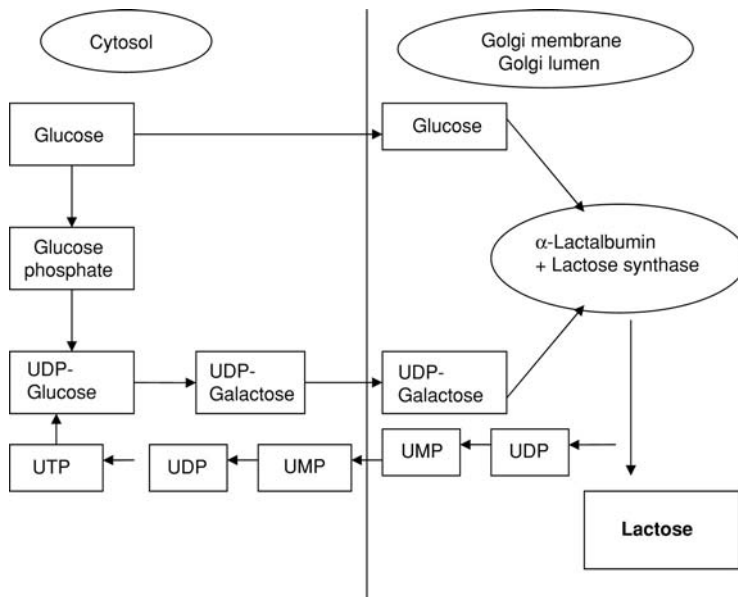 Cytosol
Golgi membrane
Golgi lumen
Glucose
Glucose
Glucose
phosphate
α-Lactalbumin
+ Lactose synthase
UDP-
Glucose
UDP-
Galactose
UDP-
Galactose
UTP
UDP
UMP
UMP
UDP
Lactose